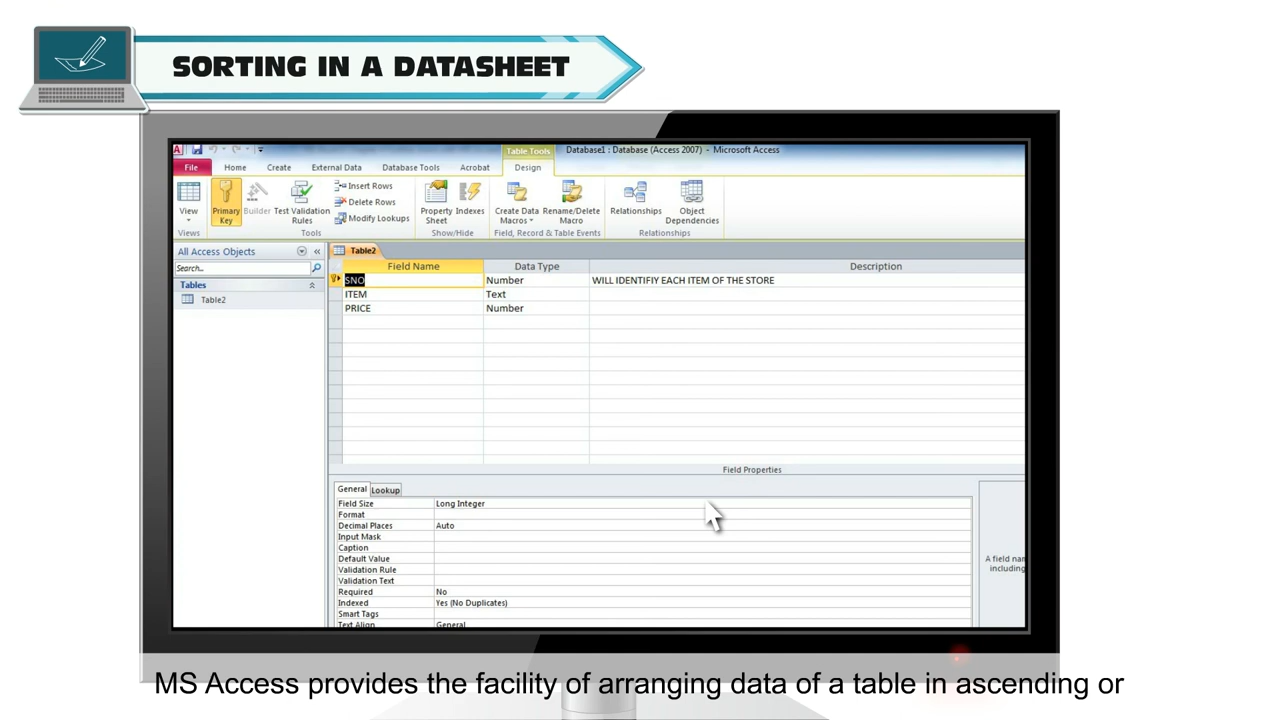 SORTING IN A DATASHEET
Table Tools
Database1 : Database (Access 2007) - Microsoft Access
File Home Create External Data Database Tools Acrobat Design
View
Primary Key
Builder
Test Validation Rules
Insert Rows
Delete Rows
Modify Lookups
Property Sheet
Indexes
Create Data Macros
Rename/Delete Macro
Relationships
Object Dependencies
Views Tools Show/Hide Field, Record & Table Events Relationships
All Access Objects
Search...
Tables
Table2
Table2
Field Name Data Type Description
SNO Number WILL IDENTIFIY EACH ITEM OF THE STORE
ITEM Text
PRICE Number
Field Properties
General Lookup
Field Size Long Integer
Format
Decimal Places Auto
Input Mask
Caption
Default Value
Validation Rule
Validation Text
Required No
Indexed Yes (No Duplicates)
Smart Tags
Text Align General
A field
including
MS Access provides the facility of arranging data of a table in ascending or